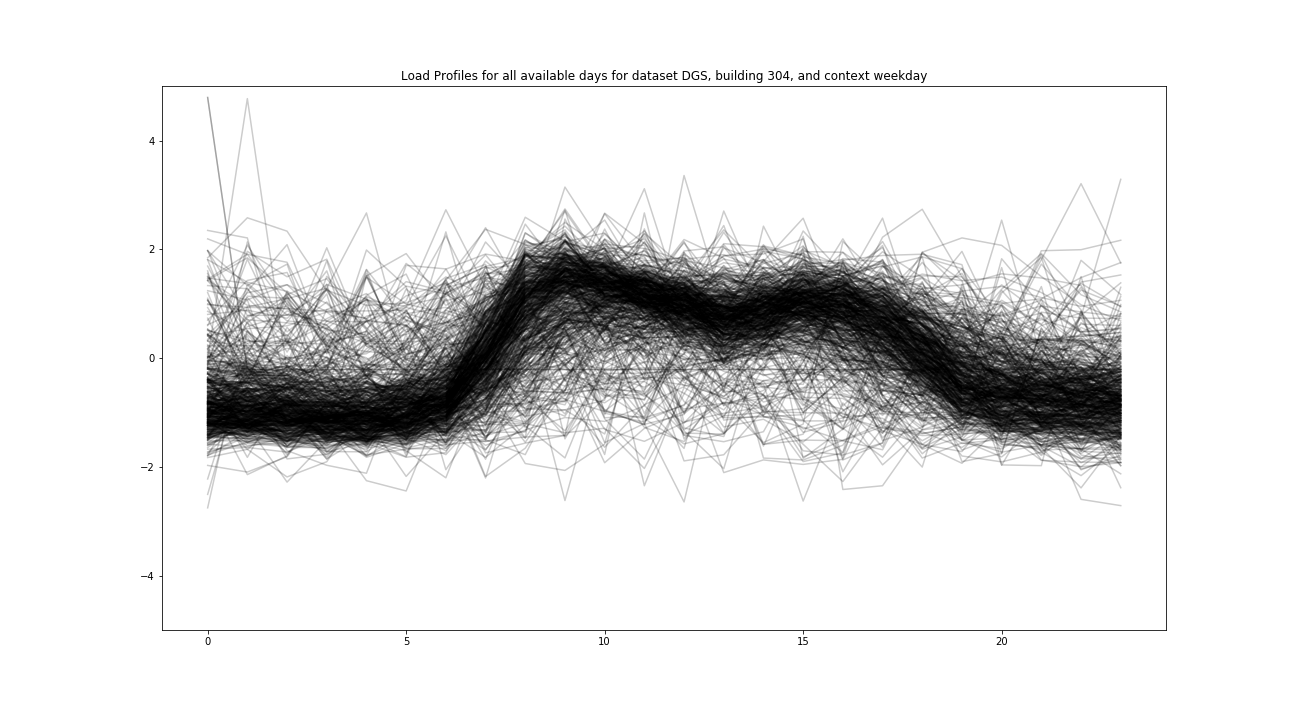 Load Profiles for all available days for dataset DGS, building 304, and context weekday
4
2
0
−2
−4
0 5 10 15 20